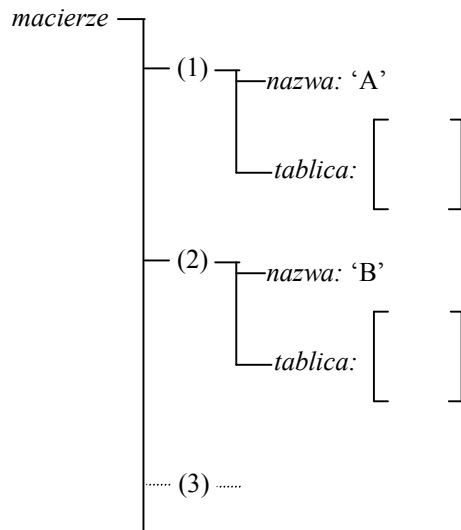 macierze
(1)
nazwa: ‘A’
tablica:
(2)
nazwa: ‘B’
tablica:
(3)